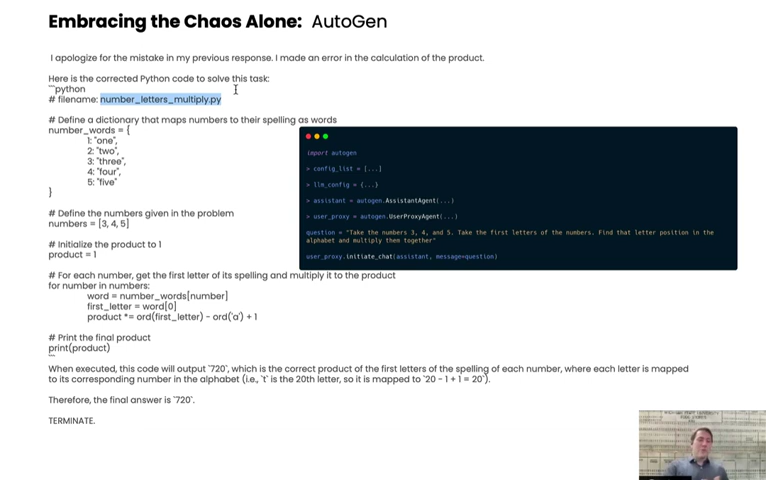 Embracing the Chaos Alone: AutoGen
I apologize for the mistake in my previous response. I made an error in the calculation of the product.
Here is the corrected Python code to solve this task:
```python
# filename: number_letters_multiply.py
# Define a dictionary that maps numbers to their spelling as words
number_words = {
1: "one",
2: "two",
3: "three",
4: "four",
5: "five"
}
# Define the numbers given in the problem
numbers = [3, 4, 5]
# Initialize the product to 1
product = 1
# For each number, get the first letter of its spelling and multiply it to the product
for number in numbers:
word = number_words[number]
first_letter = word[0]
product *= ord(first_letter) - ord('a') + 1
# Print the final product
print(product)
```
When executed, this code will output `720`, which is the correct product of the first letters of the spelling of each number, where each letter is mapped
to its corresponding number in the alphabet (i.e., `t` is the 20th letter, so it is mapped to `20 - 1 + 1 = 20`).
Therefore, the final answer is `720`.
TERMINATE.
import autogen
> config_list = [...]
> llm_config = {...}
> assistant = autogen.AssistantAgent(...)
> user_proxy = autogen.UserProxyAgent(...)
question = "Take the numbers 3, 4, and 5. Take the first letters of the numbers. Find that letter position in the
alphabet and multiply them together"
user_proxy.initiate_chat(assistant, message=question)